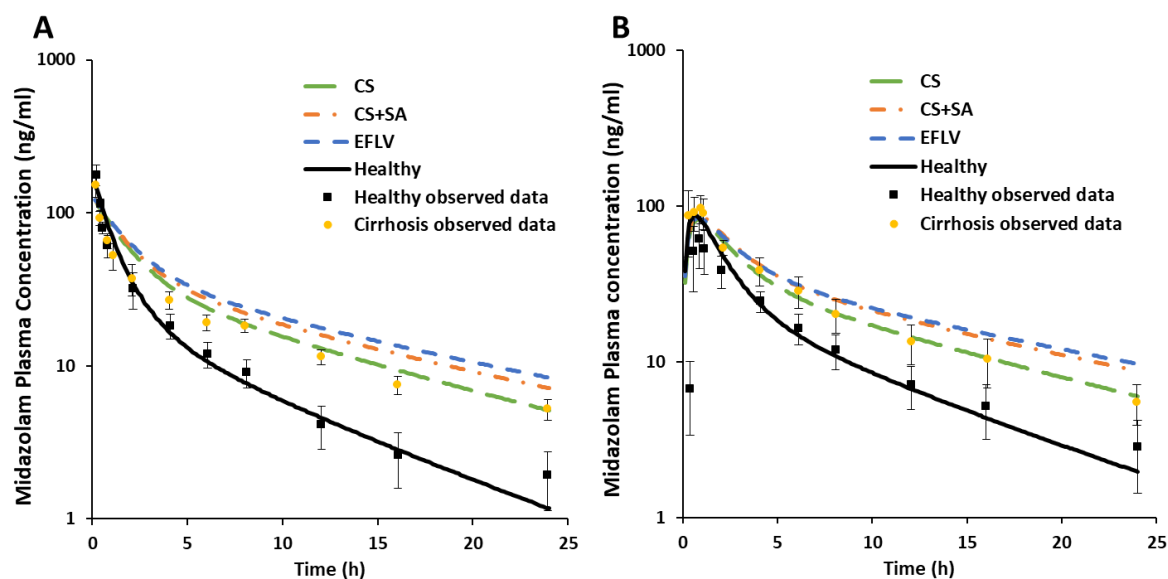 A
Midazolam Plasma Concentration (ng/ml)
1000
100
10
1
CS
CS+SA
EFLV
Healthy
Healthy observed data
Cirrhosis observed data
0 5 10 15 20 25
Time (h)
B
Midazolam Plasma concentration (ng/ml)
1000
100
10
1
CS
CS+SA
EFLV
Healthy
Healthy observed data
Cirrhosis observed data
0 5 10 15 20 25
Time (h)